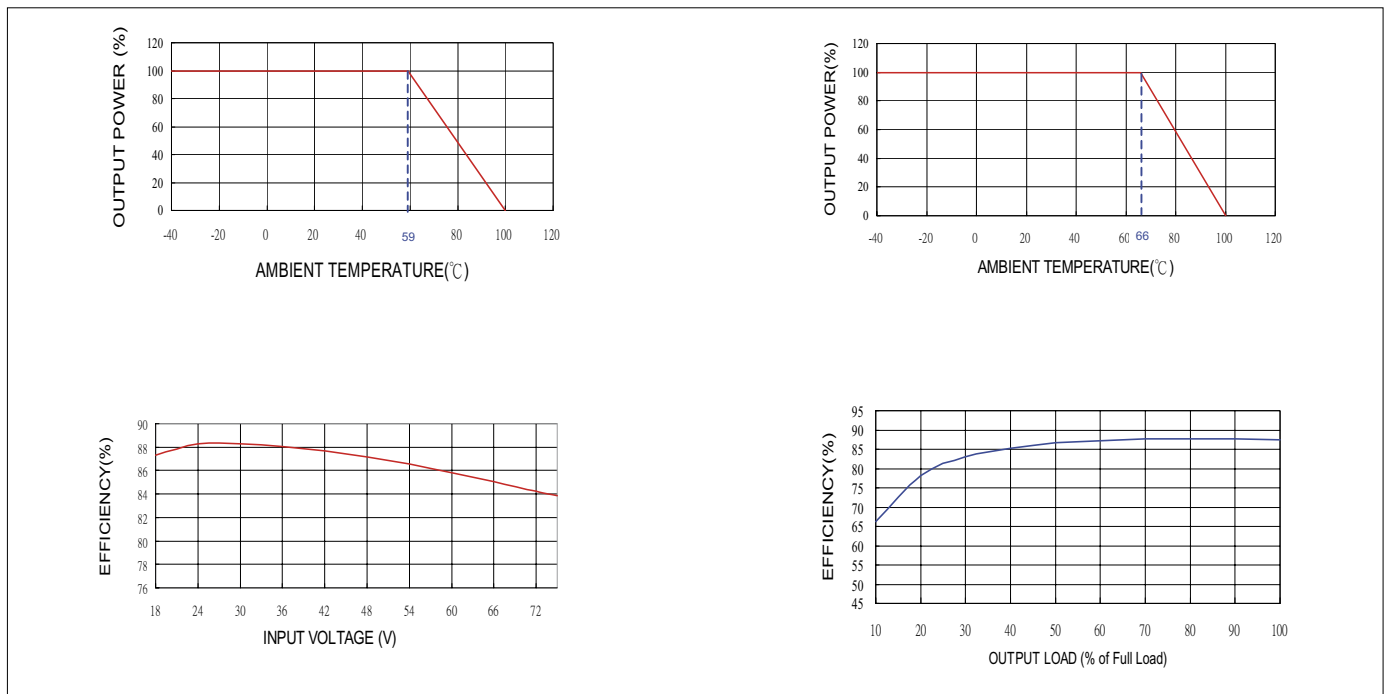 OUTPUT POWER (%)
120
100
80
60
40
20
0
-40 -20 0 20 40 59 80 100 120
AMBIENT TEMPERATURE(℃)
OUTPUT POWER(%)
120
100
80
60
40
20
0
-40 -20 0 20 40 60 66 80 100 120
AMBIENT TEMPERATURE(℃)
EFFICIENCY(%)
90
88
86
84
82
80
78
76
18 24 30 36 42 48 54 60 66 72
INPUT VOLTAGE (V)
EFFICIENCY(%)
95
90
85
80
75
70
65
60
55
50
45
10 20 30 40 50 60 70 80 90 100
OUTPUT LOAD (% of Full Load)